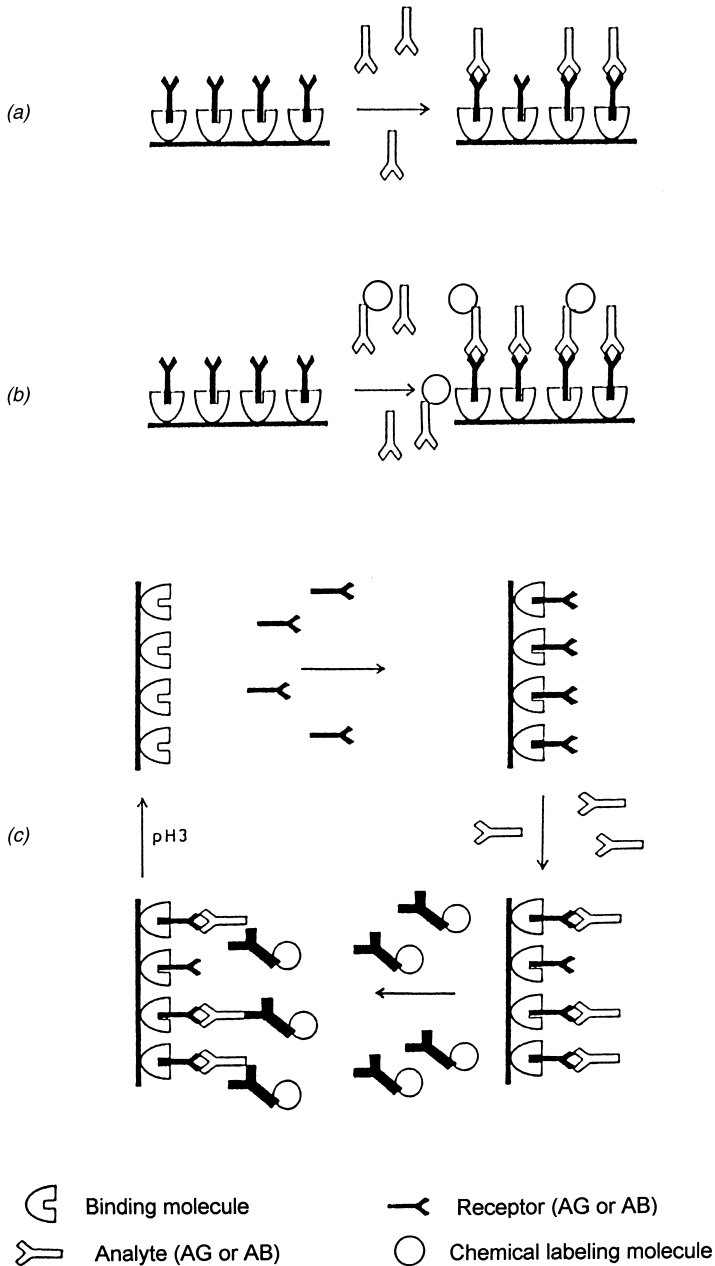 (a)
(b)
(c)
pH3
Binding molecule
Receptor (AG or AB)
Analyte (AG or AB)
Chemical labeling molecule